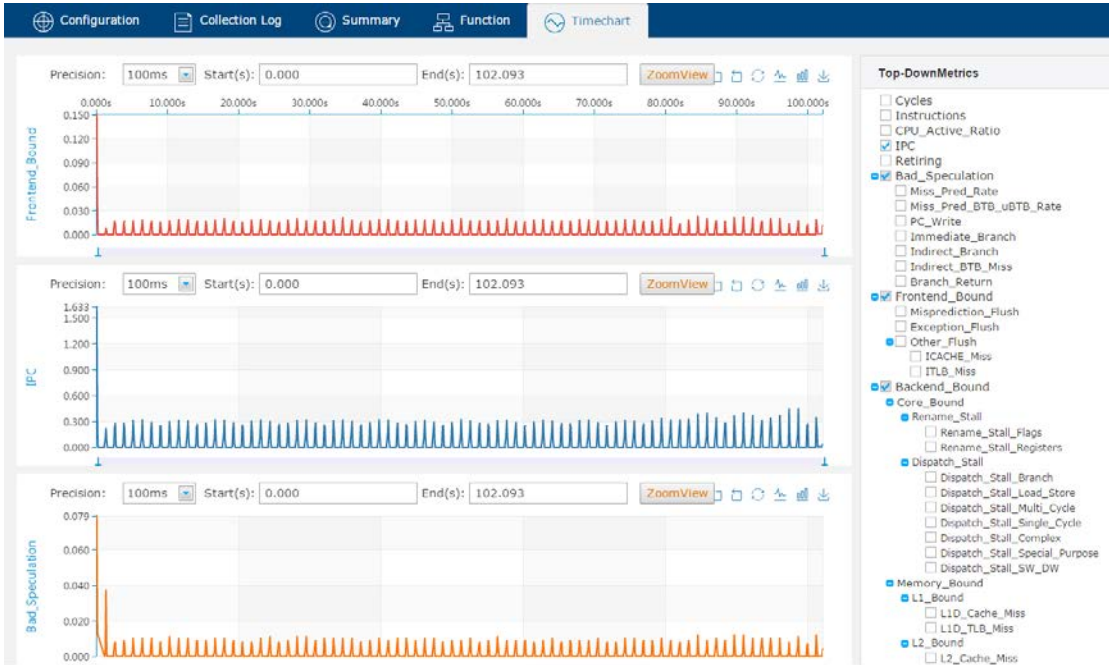 Configuration Collection Log Summary Function Timechart
Precision: 100ms Start(s): 0.000 End(s): 102.093 ZoomView
0.000s 10.000s 20.000s 30.000s 40.000s 50.000s 60.000s 70.000s 80.000s 90.000s 100.000s
Frontend_Bound
0.150
0.120
0.090
0.060
0.030
0.000
Precision: 100ms Start(s): 0.000 End(s): 102.093 ZoomView
IPC
1.633
1.500
1.200
0.900
0.600
0.300
0.000
Precision: 100ms Start(s): 0.000 End(s): 102.093 ZoomView
Bad_Speculation
0.079
0.060
0.040
0.020
0.000
Top-DownMetrics
Cycles
Instructions
CPU_Active_Ratio
IPC
Retiring
Bad_Speculation
Miss_Pred_Rate
Miss_Pred_BTB_uBTB_Rate
PC_Write
Immediate_Branch
Indirect_Branch
Indirect_BTB_Miss
Branch_Return
Frontend_Bound
Misprediction_Flush
Exception_Flush
Other_Flush
ICACHE_Miss
ITLB_Miss
Backend_Bound
Core_Bound
Rename_Stall
Rename_Stall_Flags
Rename_Stall_Registers
Dispatch_Stall
Dispatch_Stall_Branch
Dispatch_Stall_Load_Store
Dispatch_Stall_Multi_Cycle
Dispatch_Stall_Single_Cycle
Dispatch_Stall_Complex
Dispatch_Stall_Special_Purpose
Dispatch_Stall_SW_DW
Memory_Bound
L1_Bound
L1D_Cache_Miss
L1D_TLB_Miss
L2_Bound
L2_Cache_Miss